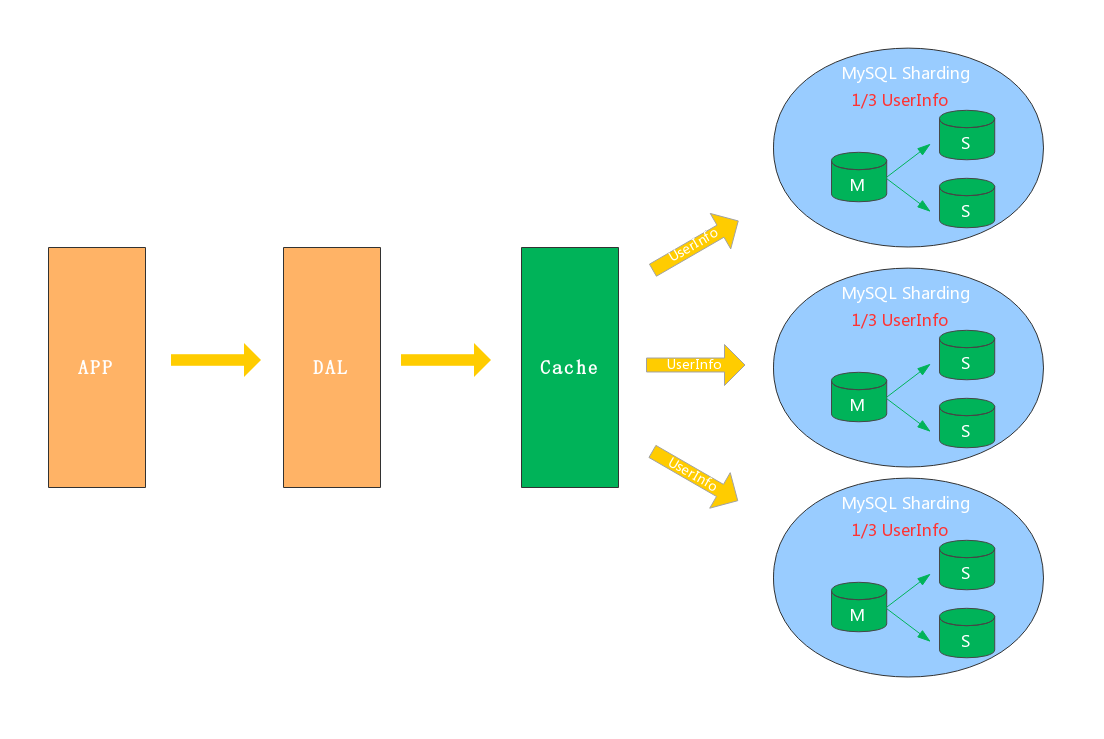 APP
DAL
Cache
UserInfo
UserInfo
UserInfo
MySQL Sharding
1/3 UserInfo
M
S
S
MySQL Sharding
1/3 UserInfo
M
S
S
MySQL Sharding
1/3 UserInfo
M
S
S